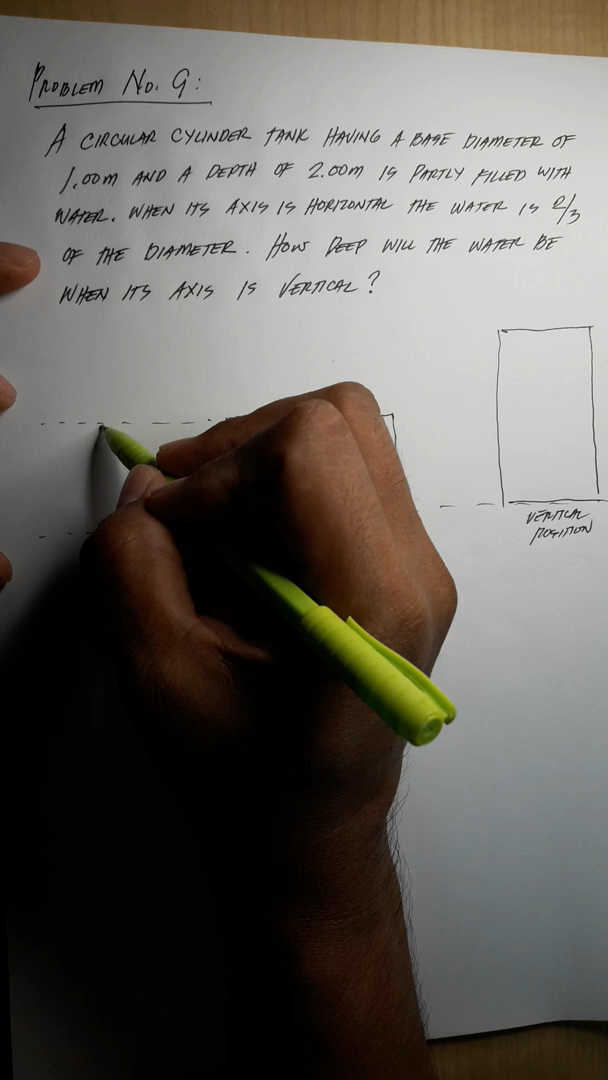 PROBLEM NO. 9:
A CIRCULAR CYLINDER TANK HAVING A BASE DIAMETER OF
1.00M AND A DEPTH OF 2.00M IS PARTLY FILLED WITH
WATER. WHEN ITS AXIS IS HORIZONTAL THE WATER IS 2/3
OF THE DIAMETER. HOW DEEP WILL THE WATER BE
WHEN ITS AXIS IS VERTICAL?
VERTICAL
POSITION